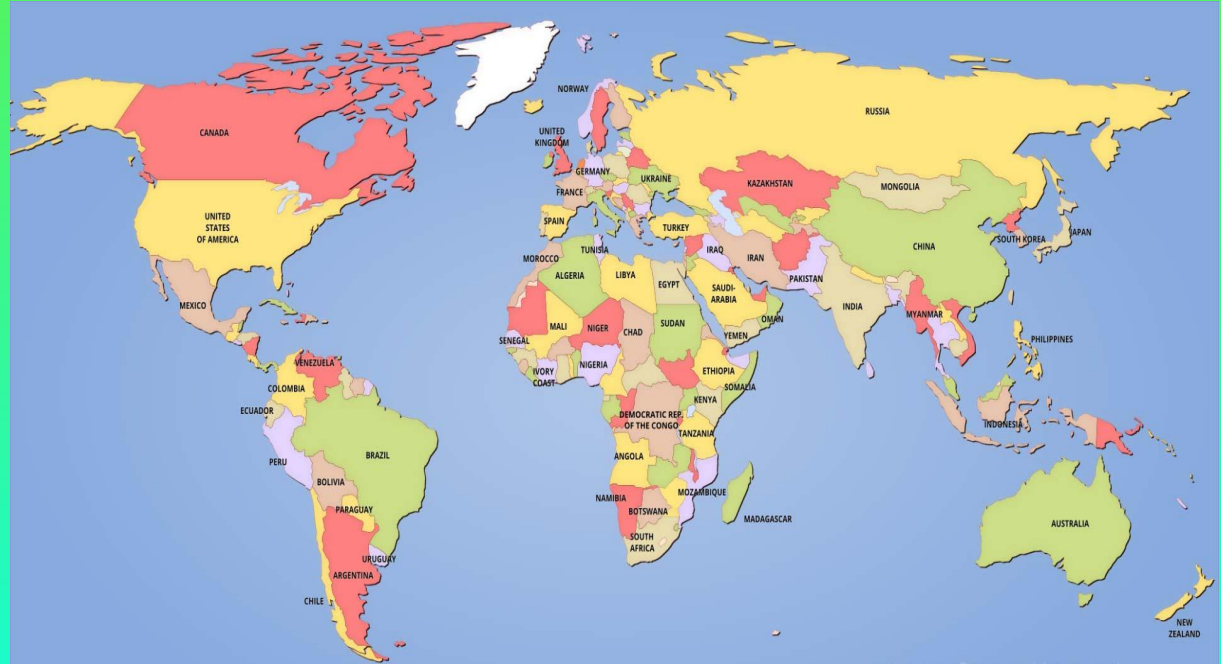 NORWAY
RUSSIA
CANADA
UNITED
KINGDOM
GERMANY
UKRAINE
KAZAKHSTAN
MONGOLIA
FRANCE
UNITED
STATES
OF AMERICA
SPAIN
TURKEY
JAPAN
SOUTH KOREA
CHINA
TUNISIA
IRAQ
IRAN
MOROCCO
ALGERIA
LIBYA
EGYPT
PAKISTAN
SAUDI-
ARABIA
MEXICO
INDIA
MYANMAR
OMAN
MALI
NIGER
CHAD
SUDAN
YEMEN
SENEGAL
PHILIPPINES
VENEZUELA
IVORY
COAST
NIGERIA
ETHIOPIA
SOMALIA
COLOMBIA
KENYA
ECUADOR
DEMOCRATIC REP.
OF THE CONGO
INDONESIA
TANZANIA
BRAZIL
PERU
ANGOLA
BOLIVIA
MOZAMBIQUE
NAMIBIA
PARAGUAY
BOTSWANA
MADAGASCAR
AUSTRALIA
SOUTH
AFRICA
URUGUAY
ARGENTINA
CHILE
NEW
ZEALAND